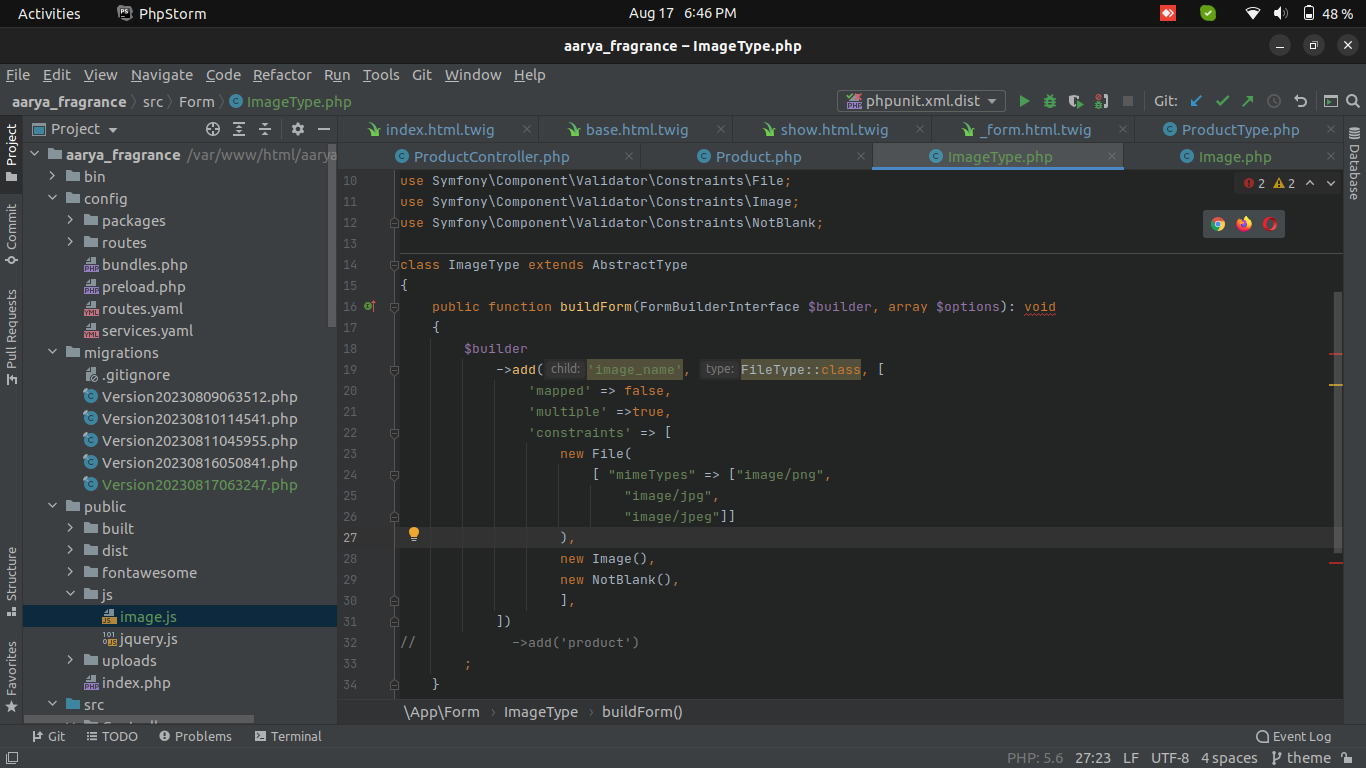 Activities PhpStorm Aug 17 6:46 PM 48 %
aarya_fragrance – ImageType.php
File Edit View Navigate Code Refactor Run Tools Git Window Help
aarya_fragrance src Form ImageType.php phpunit.xml.dist Git:
Project
index.html.twig base.html.twig show.html.twig _form.html.twig ProductType.php
ProductController.php Product.php ImageType.php Image.php
Project
Commit
Pull Requests
Structure
Favorites
Database
aarya_fragrance /var/www/html/aarya
bin
config
packages
routes
bundles.php
preload.php
routes.yaml
services.yaml
migrations
.gitignore
Version20230809063512.php
Version20230810114541.php
Version20230811045955.php
Version20230816050841.php
Version20230817063247.php
public
built
dist
fontawesome
js
image.js
jquery.js
uploads
index.php
src
2 2
10 use Symfony\Component\Validator\Constraints\File;
11 use Symfony\Component\Validator\Constraints\Image;
12 use Symfony\Component\Validator\Constraints\NotBlank;
13
14 class ImageType extends AbstractType
15 {
16 public function buildForm(FormBuilderInterface $builder, array $options): void
17 {
18 $builder
19 ->add( child: 'image_name', type: FileType::class, [
20 'mapped' => false,
21 'multiple' =>true,
22 'constraints' => [
23 new File(
24 [ "mimeTypes" => ["image/png",
25 "image/jpg",
26 "image/jpeg"]]
27 ),
28 new Image(),
29 new NotBlank(),
30 ],
31 ])
32 // ->add('product')
33 ;
34 }
\App\Form ImageType buildForm()
Git TODO Problems Terminal Event Log
PHP: 5.6 27:23 LF UTF-8 4 spaces theme